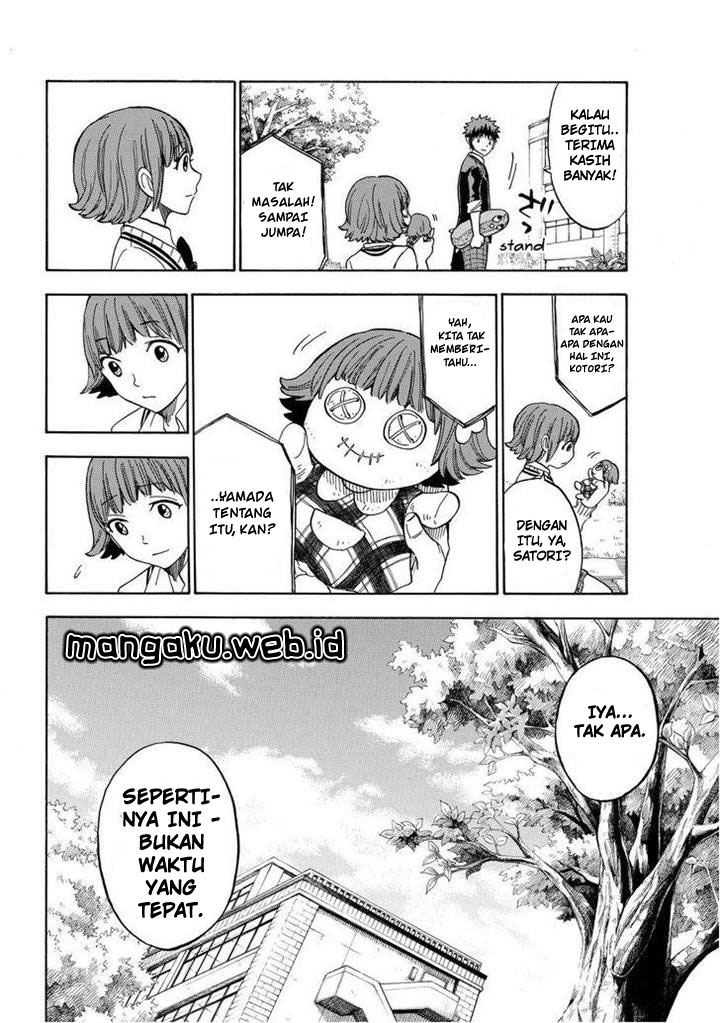 KALAU
BEGITU..
TERIMA
KASIH
BANYAK!
stand
TAK
MASALAH!
SAMPAI
JUMPA!
APA KAU
TAK APA-
APA DENGAN
HAL INI,
KOTORI?
DENGAN
ITU, YA,
SATORI?
YAH,
KITA TAK
MEMBERI-
TAHU...
..YAMADA
TENTANG
ITU, KAN?
mangaku.web.id
IYA...
TAK APA.
SEPERTI-
NYA INI -
BUKAN
WAKTU
YANG
TEPAT.